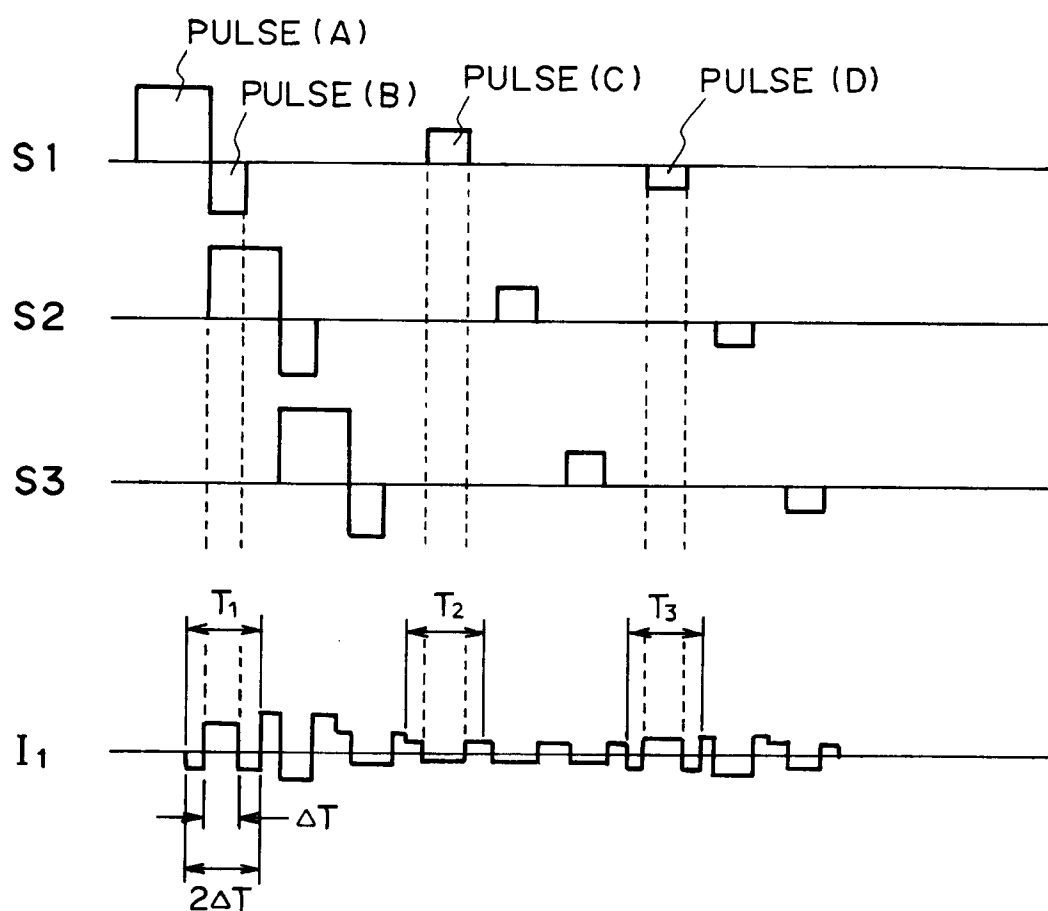 PULSE (A)
PULSE (B)
PULSE (C)
PULSE (D)
S1
S2
S3
T1
T2
T3
I1
ΔT
2ΔT